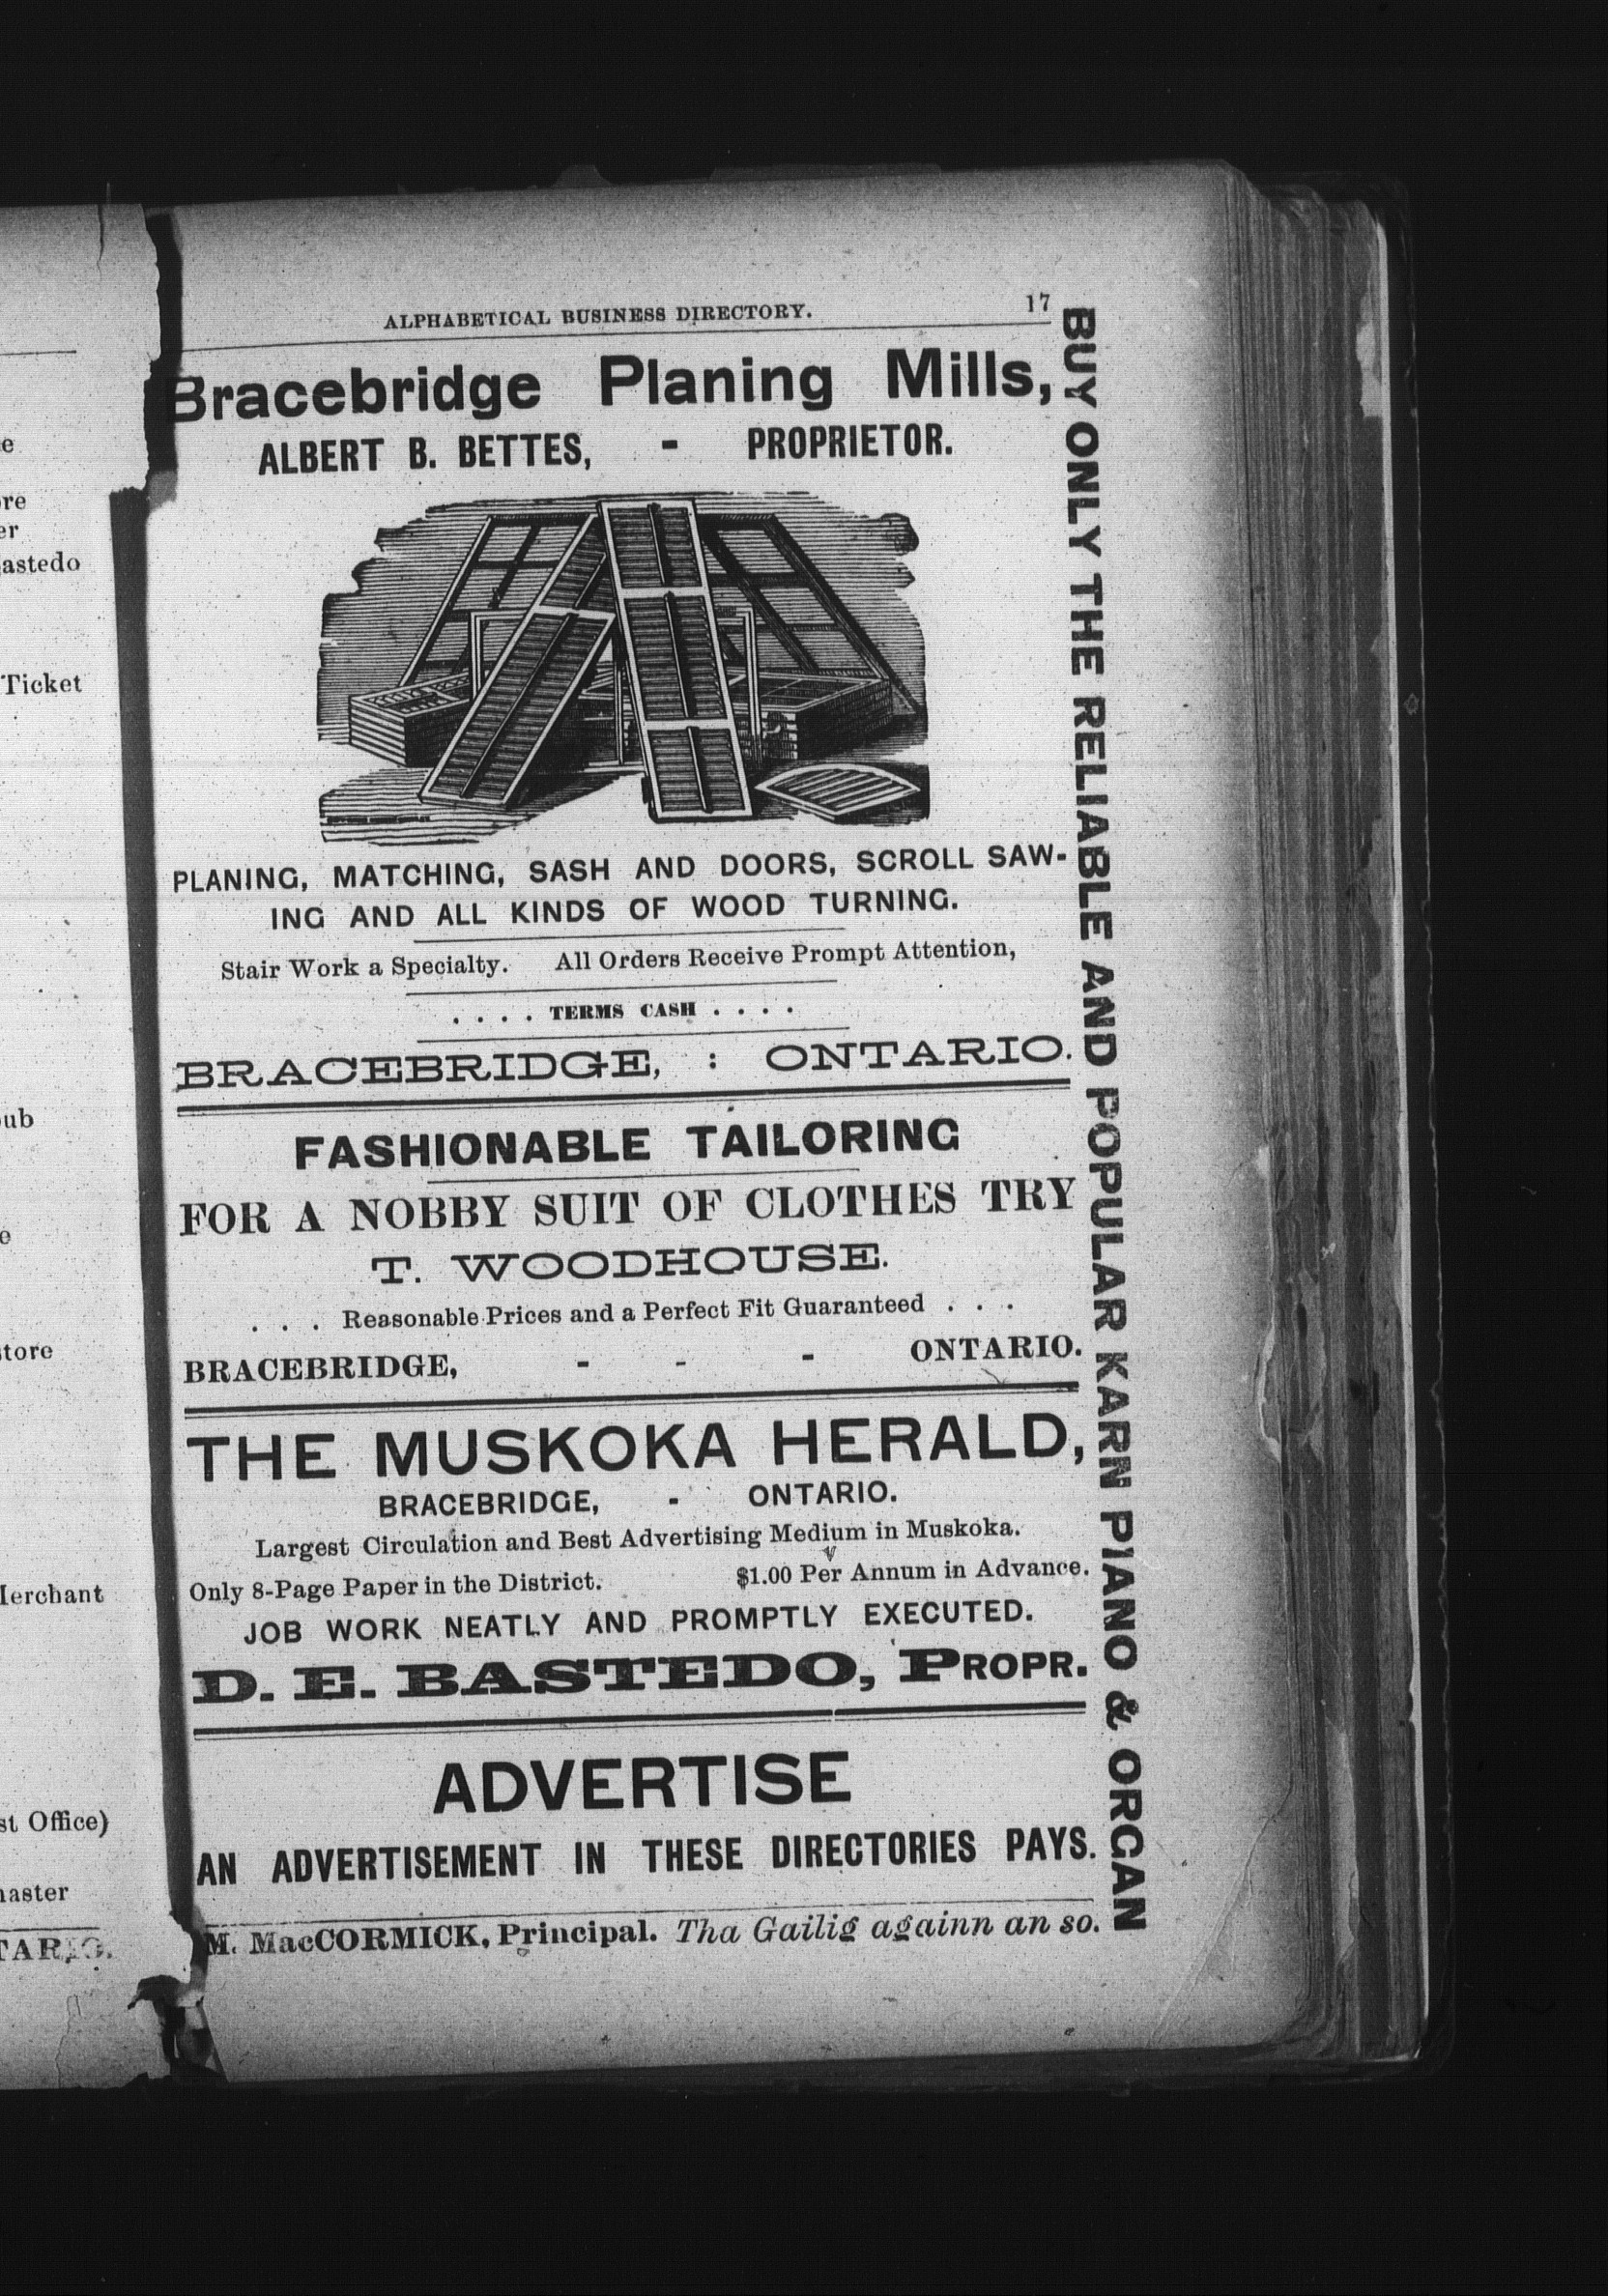 ALPHABETICAL BUSINESS DIRECTORY. 17
Bracebridge Planing Mills,
ALBERT B. BETTES, - PROPRIETOR.
PLANING, MATCHING, SASH AND DOORS, SCROLL SAW-
ING AND ALL KINDS OF WOOD TURNING.
Stair Work a Specialty. All Orders Receive Prompt Attention,
. . . . TERMS CASH . . . .
BRACEBRIDGE, : ONTARIO.
FASHIONABLE TAILORING
FOR A NOBBY SUIT OF CLOTHES TRY
T. WOODHOUSE.
. . . Reasonable Prices and a Perfect Fit Guaranteed . . .
BRACEBRIDGE, - - - ONTARIO.
THE MUSKOKA HERALD,
BRACEBRIDGE, - ONTARIO.
Largest Circulation and Best Advertising Medium in Muskoka.
Only 8-Page Paper in the District. $1.00 Per Annum in Advance.
JOB WORK NEATLY AND PROMPTLY EXECUTED.
D. E. BASTEDO, PROPR.
ADVERTISE
AN ADVERTISEMENT IN THESE DIRECTORIES PAYS.
M. MacCORMICK, Principal. Tha Gailig againn an so.
BUY ONLY THE RELIABLE AND POPULAR KARN PIANO & ORGAN
astedo
Ticket
st Office)